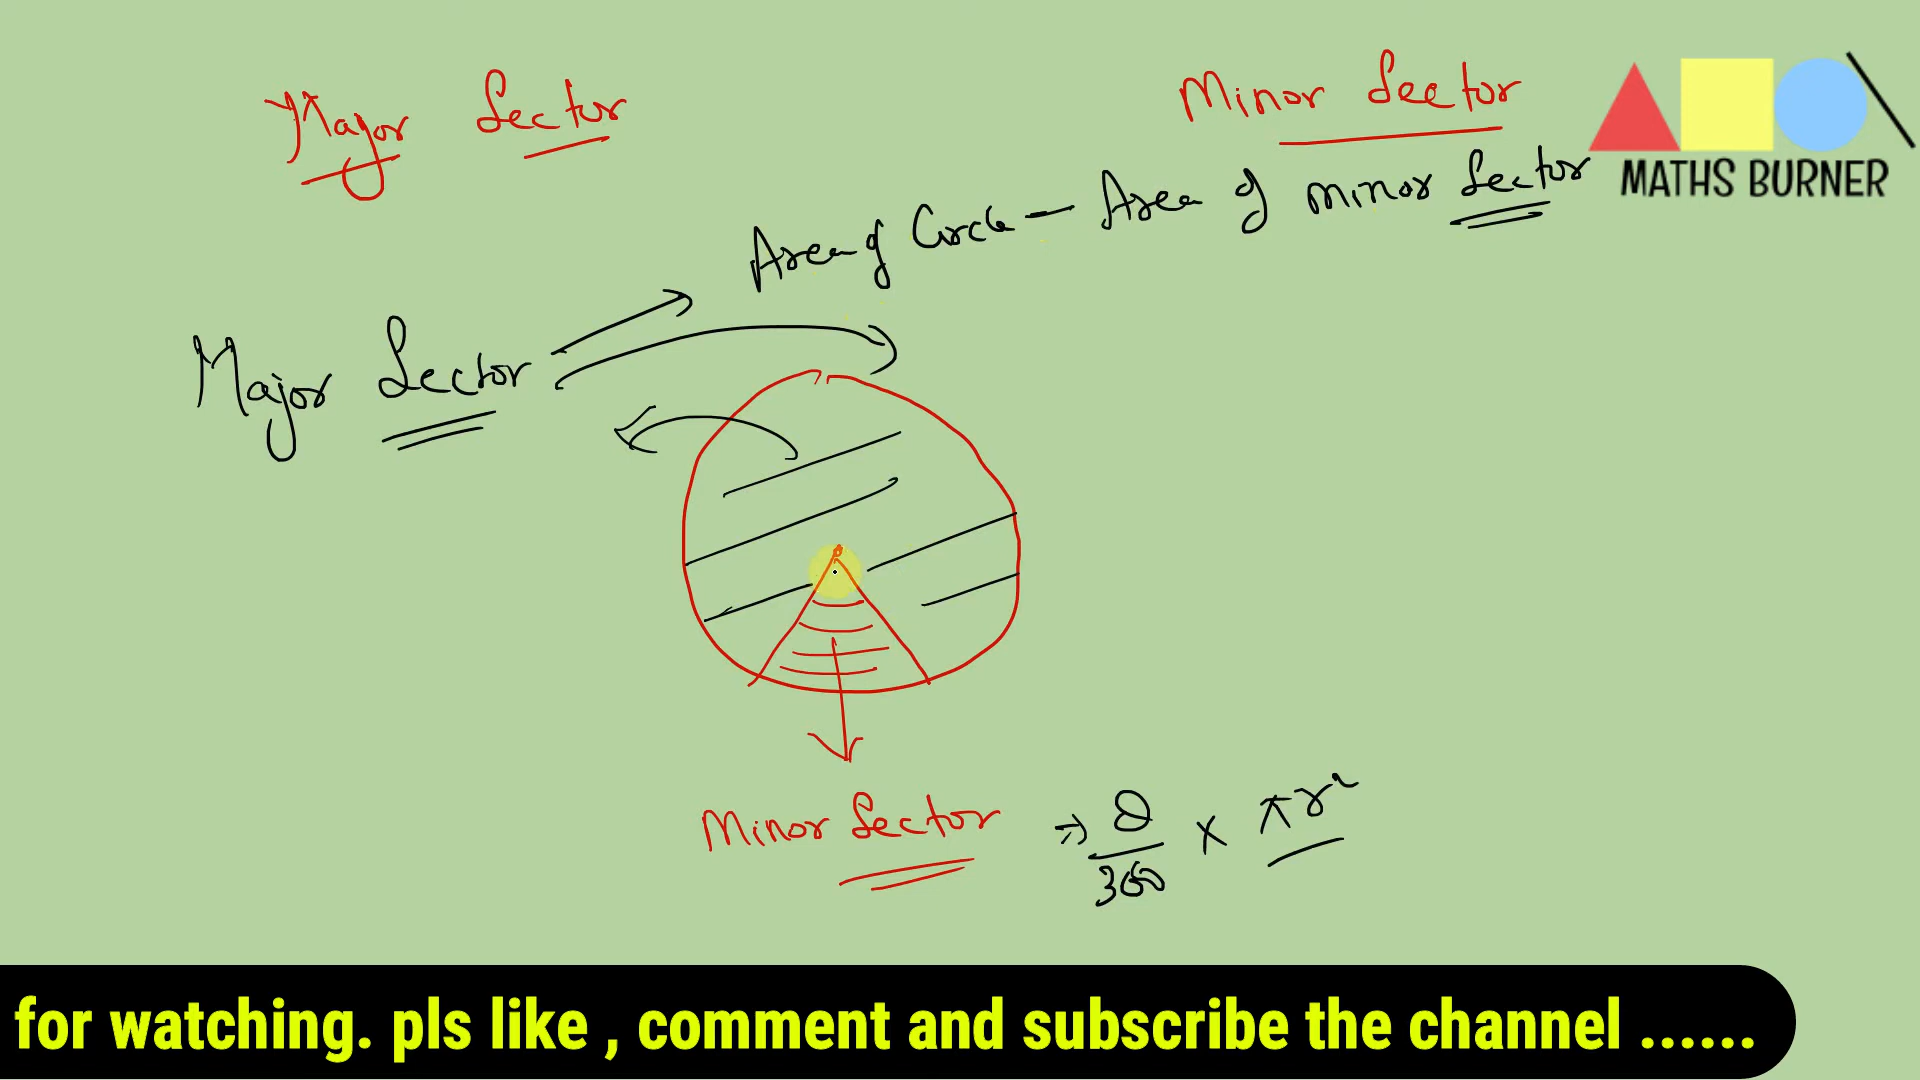 Major Sector
Minor Sector
MATHS BURNER
Area of Circle — Area of minor Sector
Major Sector
Minor Sector ⇒ θ/360 × πr²
for watching. pls like , comment and subscribe the channel ......